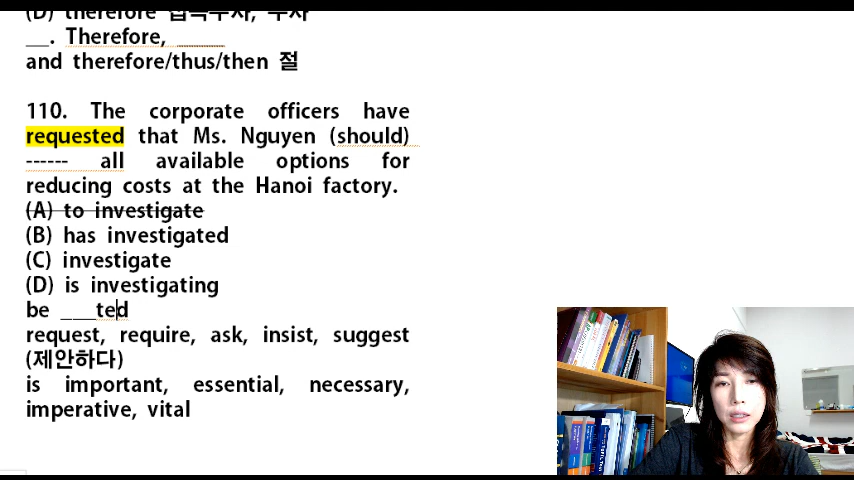 (D) therefore 접속부사, 부사
__. Therefore, _____
and therefore/thus/then 절
110. The corporate officers have
requested that Ms. Nguyen (should)
------ all available options for
reducing costs at the Hanoi factory.
(A) to investigate
(B) has investigated
(C) investigate
(D) is investigating
be ___ted
request, require, ask, insist, suggest
(제안하다)
is important, essential, necessary,
imperative, vital